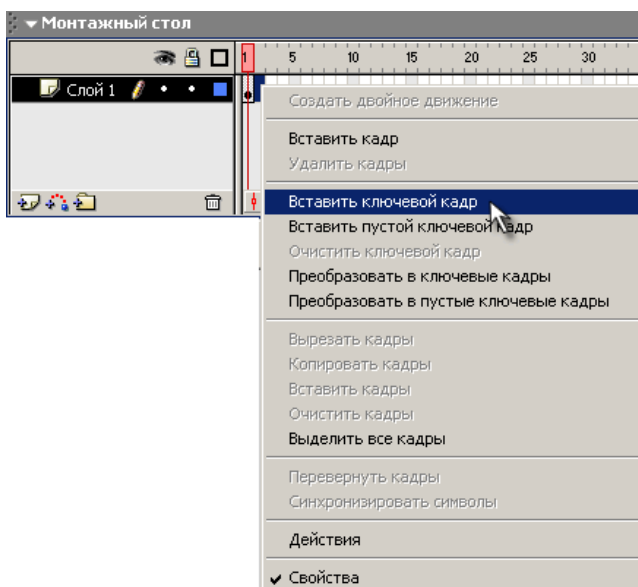 Монтажный стол
1 5 10 15 20 25 30
Слой 1
Создать двойное движение
Вставить кадр
Удалить кадры
Вставить ключевой кадр
Вставить пустой ключевой кадр
Очистить ключевой кадр
Преобразовать в ключевые кадры
Преобразовать в пустые ключевые кадры
Вырезать кадры
Копировать кадры
Вставить кадры
Очистить кадры
Выделить все кадры
Перевернуть кадры
Синхронизировать символы
Действия
Свойства